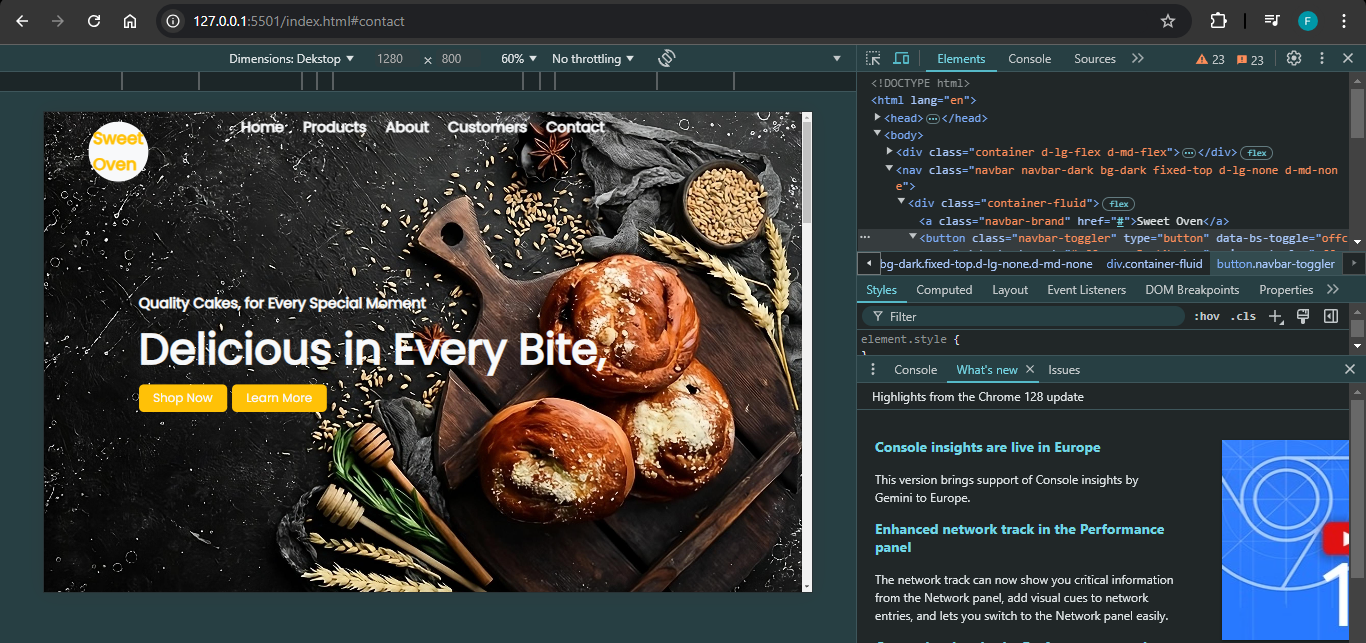 127.0.0.1:5501/index.html#contact
F
Dimensions: Dekstop 1280 × 800 60% No throttling
Elements Console Sources 23 23
Sweet
Oven
Home Products About Customers Contact
Quality Cakes, for Every Special Moment
Delicious in Every Bite,
Shop Now Learn More
<!DOCTYPE html>
<html lang="en">
<head> ⋯ </head>
<body>
<div class="container d-lg-flex d-md-flex"> ⋯ </div> flex
<nav class="navbar navbar-dark bg-dark fixed-top d-lg-none d-md-non
e">
<div class="container-fluid"> flex
<a class="navbar-brand" href="#">Sweet Oven</a>
<button class="navbar-toggler" type="button" data-bs-toggle="offc
bg-dark.fixed-top.d-lg-none.d-md-none div.container-fluid button.navbar-toggler
Styles Computed Layout Event Listeners DOM Breakpoints Properties
Filter :hov .cls
element.style {
Console What's new Issues
Highlights from the Chrome 128 update
Console insights are live in Europe
This version brings support of Console insights by
Gemini to Europe.
Enhanced network track in the Performance
panel
The network track can now show you critical information
from the Network panel, add visual cues to network
entries, and lets you switch to the Network panel easily.